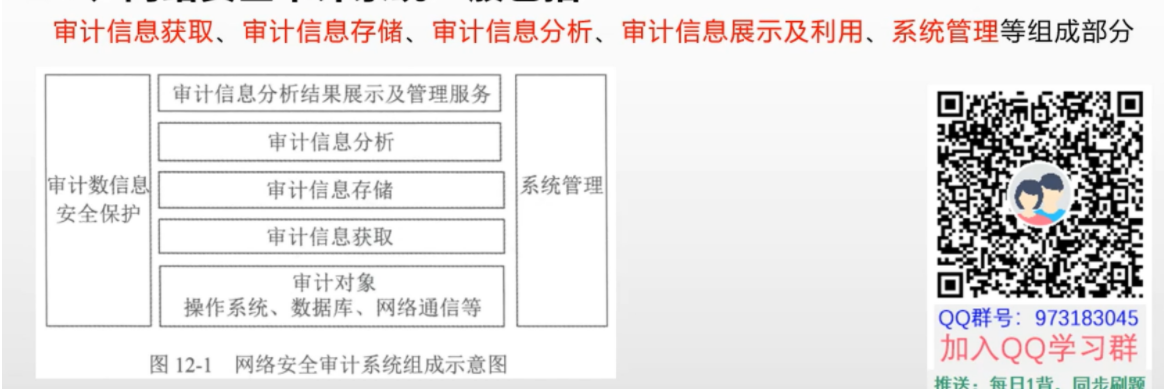 审计信息获取、审计信息存储、审计信息分析、审计信息展示及利用、系统管理等组成部分
审计数信息
安全保护
审计信息分析结果展示及管理服务
审计信息分析
审计信息存储
审计信息获取
审计对象
操作系统、数据库、网络通信等
系统管理
图 12-1 网络安全审计系统组成示意图
QQ群号：973183045
加入QQ学习群
推送：每日1背，同步刷题